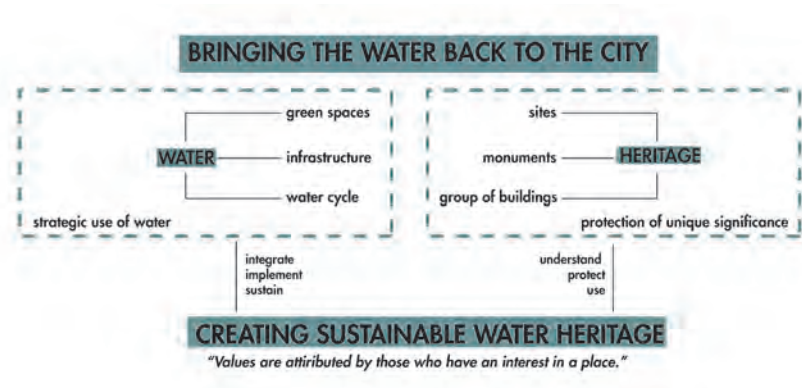 BRINGING THE WATER BACK TO THE CITY
green spaces
WATER
infrastructure
water cycle
strategic use of water
sites
monuments
HERITAGE
group of buildings
protection of unique significance
integrate
implement
sustain
understand
protect
use
CREATING SUSTAINABLE WATER HERITAGE
"Values are attiributed by those who have an interest in a place."